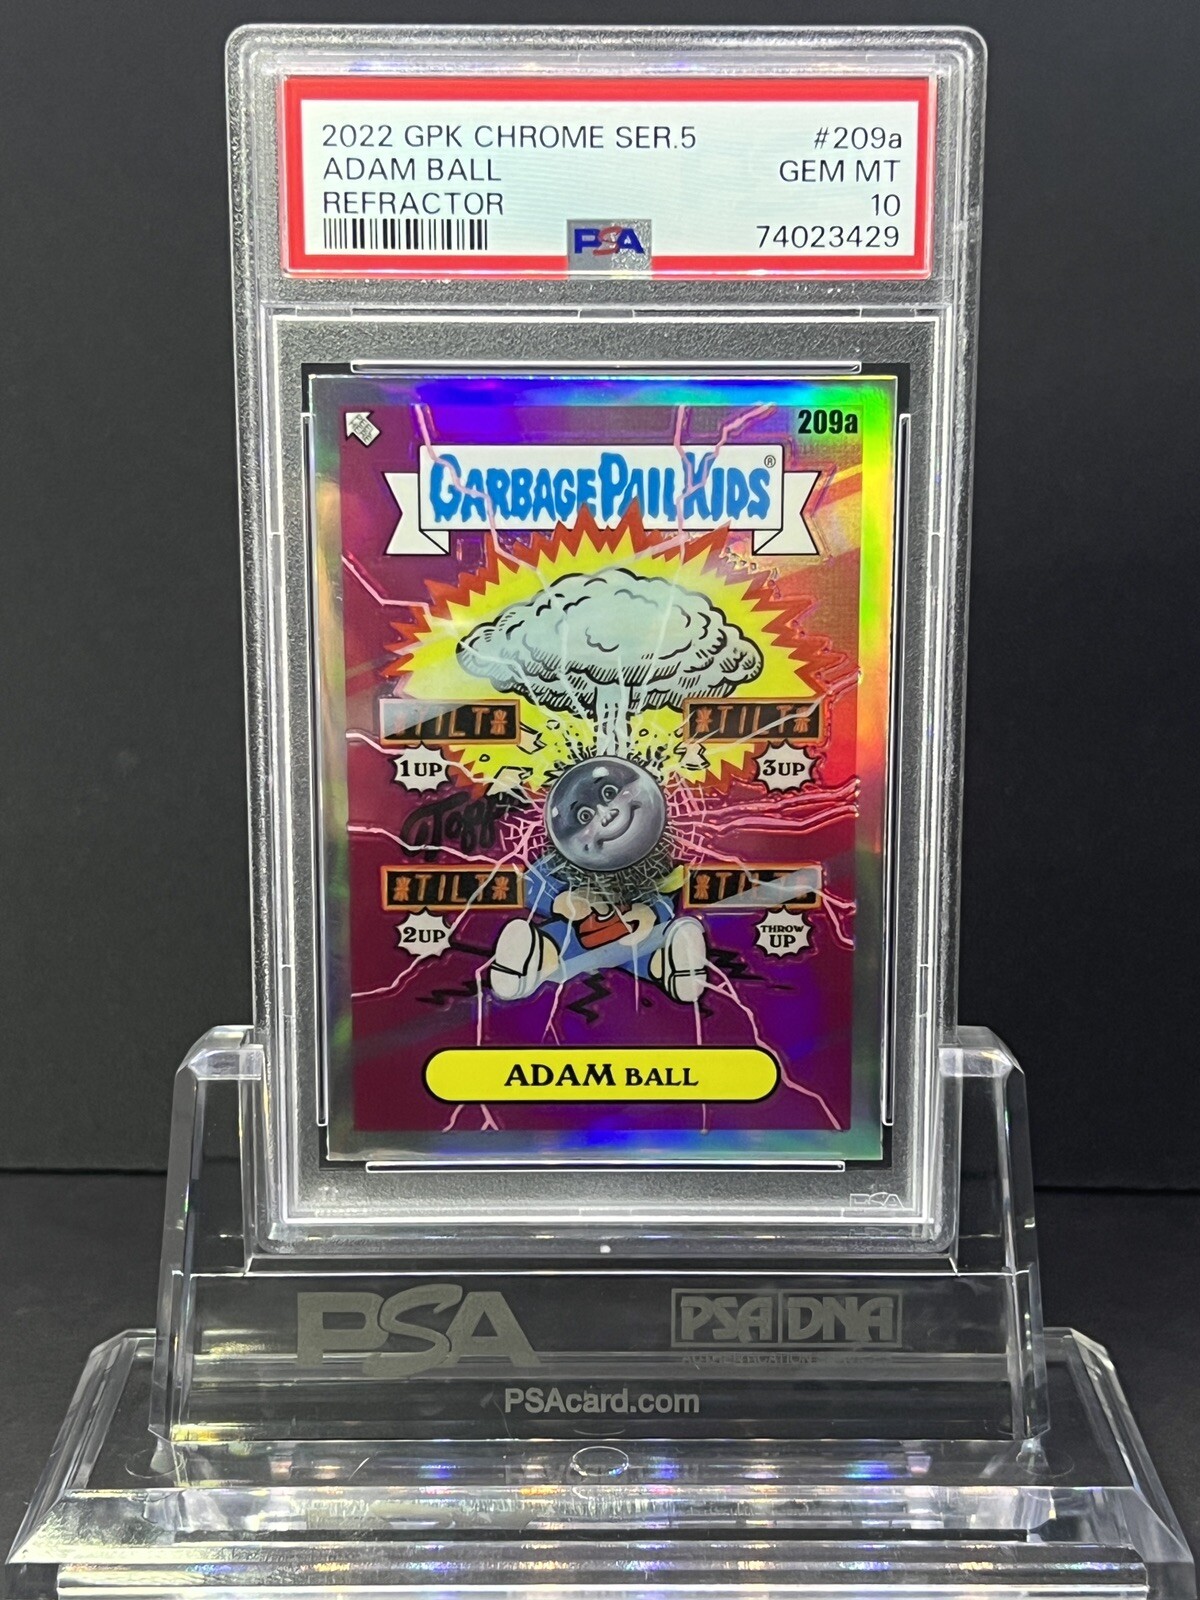 2022 GPK CHROME SER.5 #209a
ADAM BALL GEM MT
REFRACTOR 10
PSA 74023429
209a
GARBAGE PAIL KIDS®
*TILT* *TILT*
1UP 3UP
*TILT* *TILT*
2UP THROW UP
ADAM BALL
PSA
PSA PSA DNA
PSAcard.com